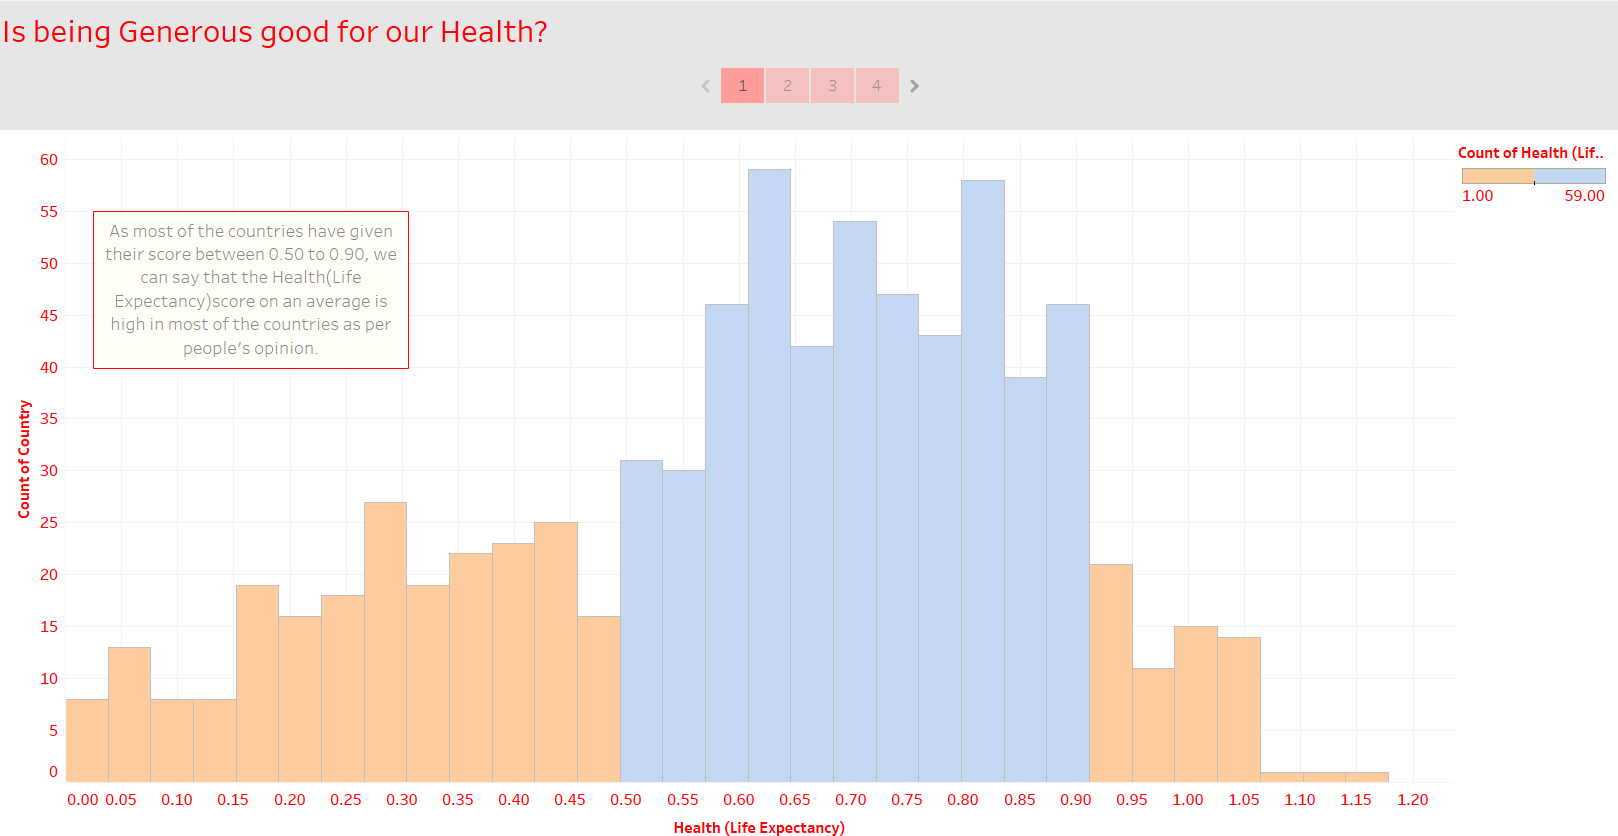 Is being Generous good for our Health?
1 2 3 4
Count of Health (Lif..
1.00 59.00
As most of the countries have given
their score between 0.50 to 0.90, we
can say that the Health(Life
Expectancy)score on an average is
high in most of the countries as per
people's opinion.
Count of Country
60
55
50
45
40
35
30
25
20
15
10
5
0
0.00 0.05 0.10 0.15 0.20 0.25 0.30 0.35 0.40 0.45 0.50 0.55 0.60 0.65 0.70 0.75 0.80 0.85 0.90 0.95 1.00 1.05 1.10 1.15 1.20
Health (Life Expectancy)